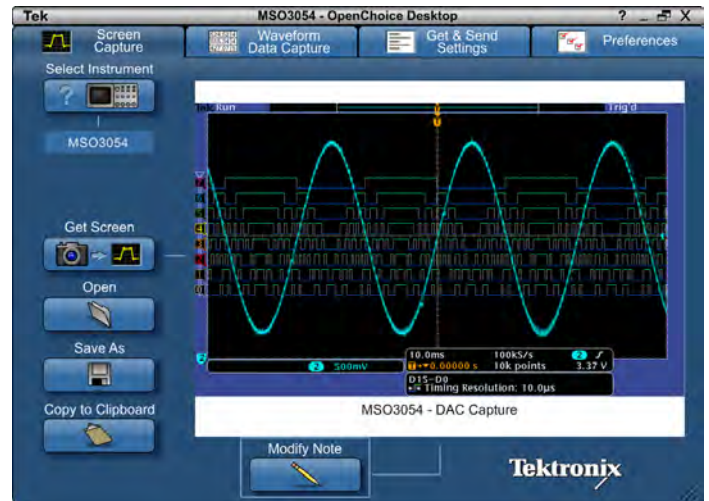 Tek MSO3054 - OpenChoice Desktop ? _ X
Screen Capture
Waveform Data Capture
Get & Send Settings
Preferences
Select Instrument
?
MSO3054
Get Screen
Open
Save As
Copy to Clipboard
Run Trig'd
2 500mV
10.0ms 100kS/s 2
0.00000 s 10k points 3.37 V
D15-D0
Timing Resolution: 10.0µs
MSO3054 - DAC Capture
Modify Note
Tektronix